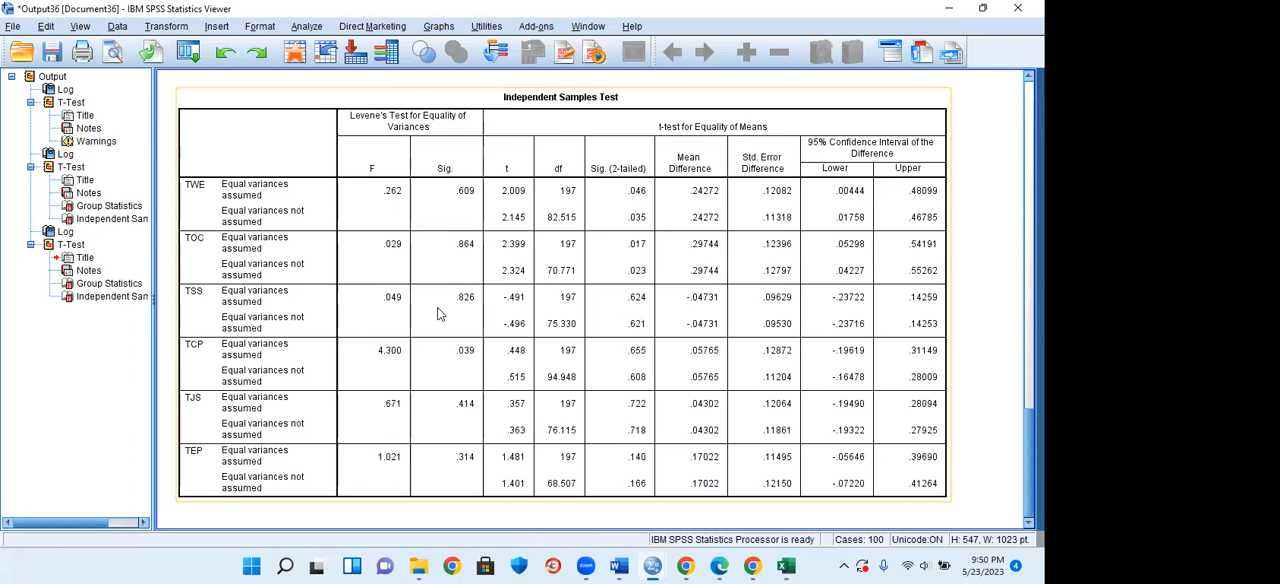 *Output36 [Document36] - IBM SPSS Statistics Viewer
File Edit View Data Transform Insert Format Analyze Direct Marketing Graphs Utilities Add-ons Window Help
Output
Log
T-Test
Title
Notes
Warnings
Log
T-Test
Title
Notes
Group Statistics
Independent Sam
Log
T-Test
Title
Notes
Group Statistics
Independent Sam
Independent Samples Test
Levene's Test for Equality of
Variances
t-test for Equality of Means
95% Confidence Interval of the
Difference
F Sig. t df Sig. (2-tailed) Mean Difference Std. Error Difference Lower Upper
TWE Equal variances assumed .262 .609 2.009 197 .046 .24272 .12082 .00444 .48099
Equal variances not assumed 2.145 82.515 .035 .24272 .11318 .01758 .46785
TOC Equal variances assumed .029 .864 2.399 197 .017 .29744 .12396 .05298 .54191
Equal variances not assumed 2.324 70.771 .023 .29744 .12797 .04227 .55262
TSS Equal variances assumed .049 .826 -.491 197 .624 -.04731 .09629 -.23722 .14259
Equal variances not assumed -.496 75.330 .621 -.04731 .09530 -.23716 .14253
TCP Equal variances assumed 4.300 .039 .448 197 .655 .05765 .12872 -.19619 .31149
Equal variances not assumed .515 94.948 .608 .05765 .11204 -.16478 .28009
TJS Equal variances assumed .671 .414 .357 197 .722 .04302 .12064 -.19490 .28094
Equal variances not assumed .363 76.115 .718 .04302 .11861 -.19322 .27925
TEP Equal variances assumed 1.021 .314 1.481 197 .140 .17022 .11495 -.05646 .39690
Equal variances not assumed 1.401 68.507 .166 .17022 .12150 -.07220 .41264
IBM SPSS Statistics Processor is ready Cases: 100 Unicode:ON H: 547, W: 1023 pt.
9:50 PM
5/23/2023